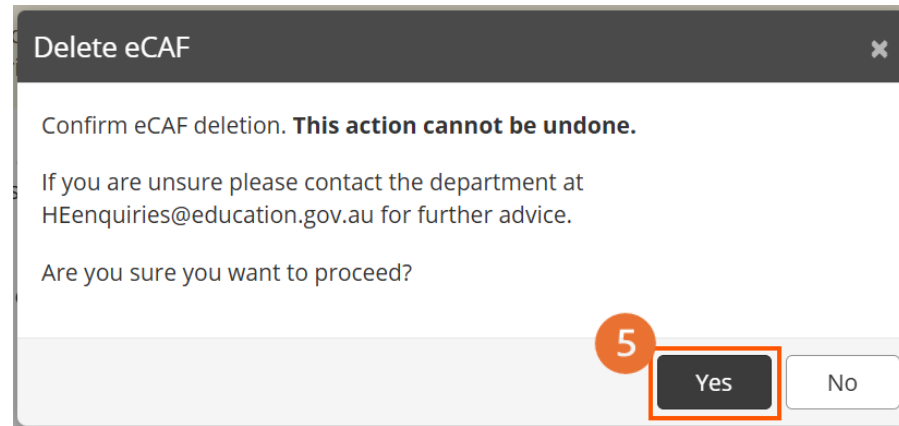 Delete eCAF
Confirm eCAF deletion. This action cannot be undone.
If you are unsure please contact the department at
HEenquiries@education.gov.au for further advice.
Are you sure you want to proceed?
5
Yes
No